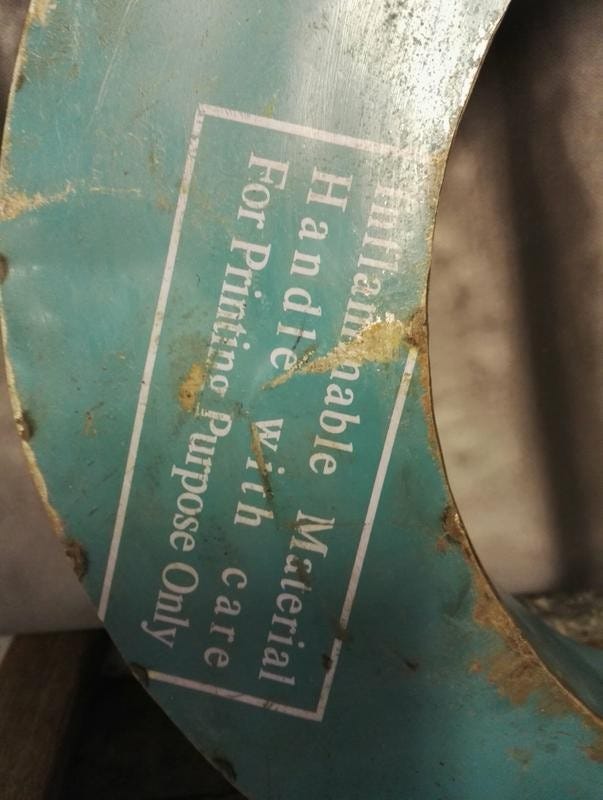 Inflammable Material
Handle with care
For Printing Purpose Only